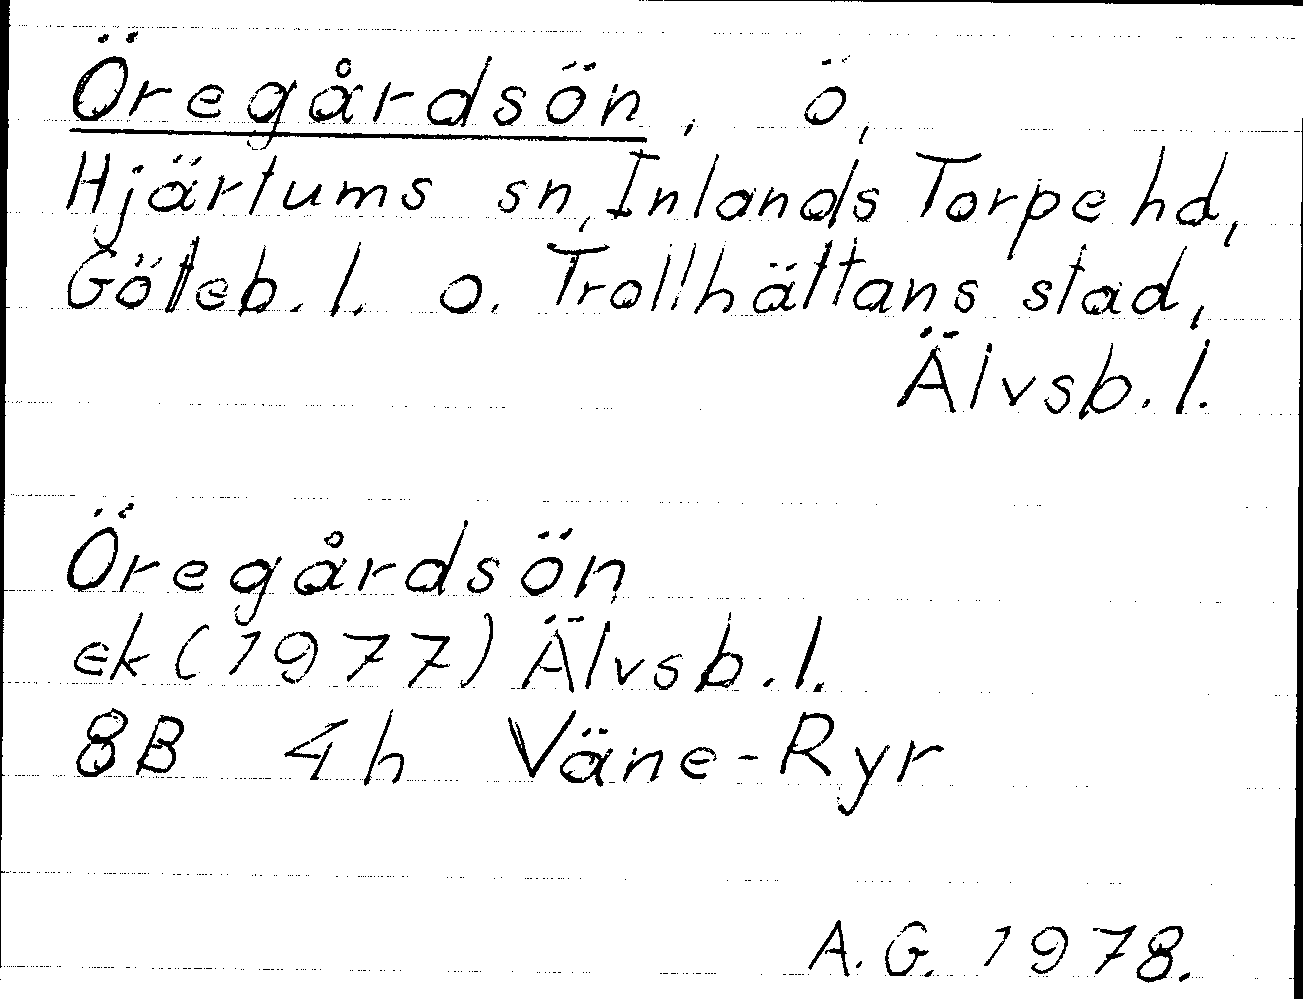 Öregårdsön, ö,
Hjärtums sn, Inlands Torpe hd,
Göteb. l. o. Trollhättans stad,
Älvsb. l.
Öregårdsön
ek (1977) Älvsb. l.
8B 4h Väne-Ryr
A. G. 1978.